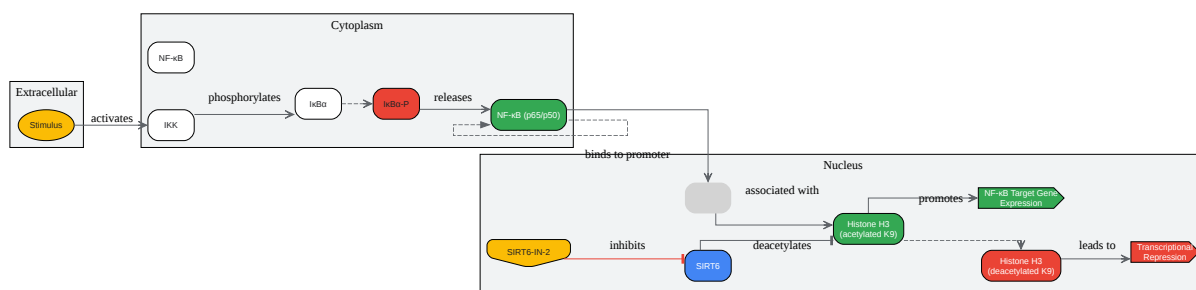 Cytoplasm
NF-κB
Extracellular
Stimulus
activates
IKK
phosphorylates
IκBα
IκBα-P
releases
NF-κB (p65/p50)
binds to promoter
Nucleus
associated with
promotes
NF-κB Target Gene
Expression
Histone H3
(acetylated K9)
SIRT6-IN-2
inhibits
SIRT6
deacetylates
Histone H3
(deacetylated K9)
leads to
Transcriptional
Repression